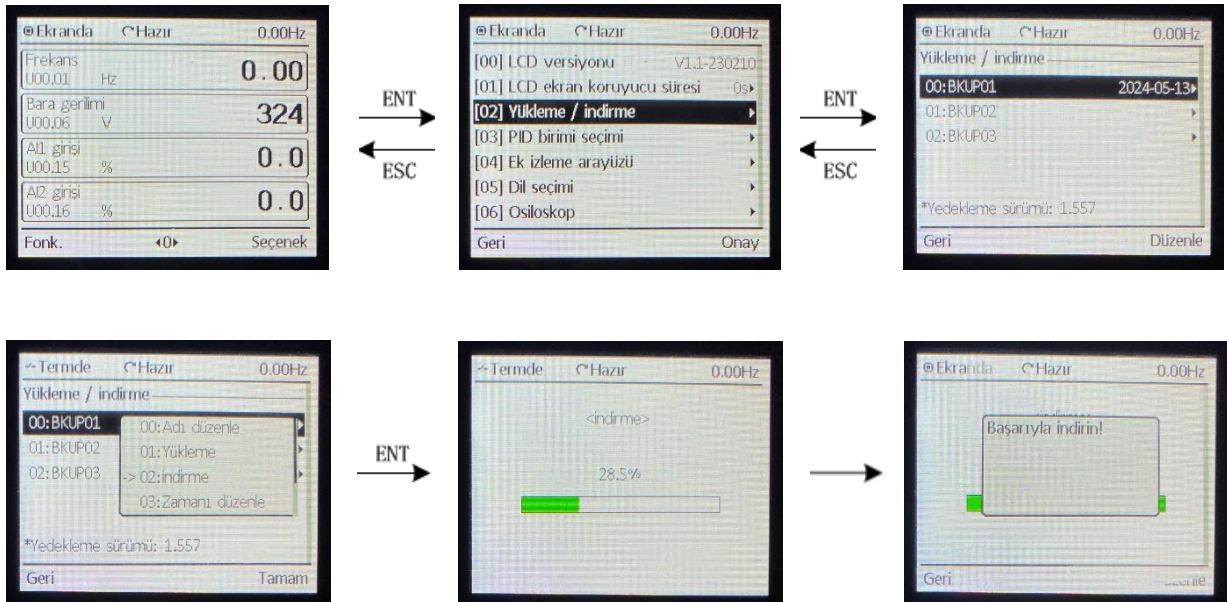 Ekranda Hazır 0.00Hz
Frekans
U00.01 Hz 0.00
Bara gerilimi
U00.06 V 324
AI1 girişi
U00.15 % 0.0
AI2 girişi
U00.16 % 0.0
Fonk. 0 Seçenek
ENT
ESC
Ekranda Hazır 0.00Hz
[00] LCD versiyonu V1.1-230210
[01] LCD ekran koruyucu süresi 0s
[02] Yükleme / indirme
[03] PID birimi seçimi
[04] Ek izleme arayüzü
[05] Dil seçimi
[06] Osiloskop
Geri Onay
ENT
ESC
Ekranda Hazır 0.00Hz
Yükleme / indirme
00:BKUP01 2024-05-13
01:BKUP02
02:BKUP03
*Yedekleme sürümü: 1.557
Geri Düzenle
Termde Hazır 0.00Hz
Yükleme / indirme
00:BKUP01
01:BKUP02
02:BKUP03
00:Adı düzenle
01:Yükleme
-> 02:indirme
03:Zamanı düzenle
*Yedekleme sürümü: 1.557
Geri Tamam
ENT
Termde Hazır 0.00Hz
<indirme>
28.5%
Ekranda Hazır 0.00Hz
Başarıyla indirin!
Geri